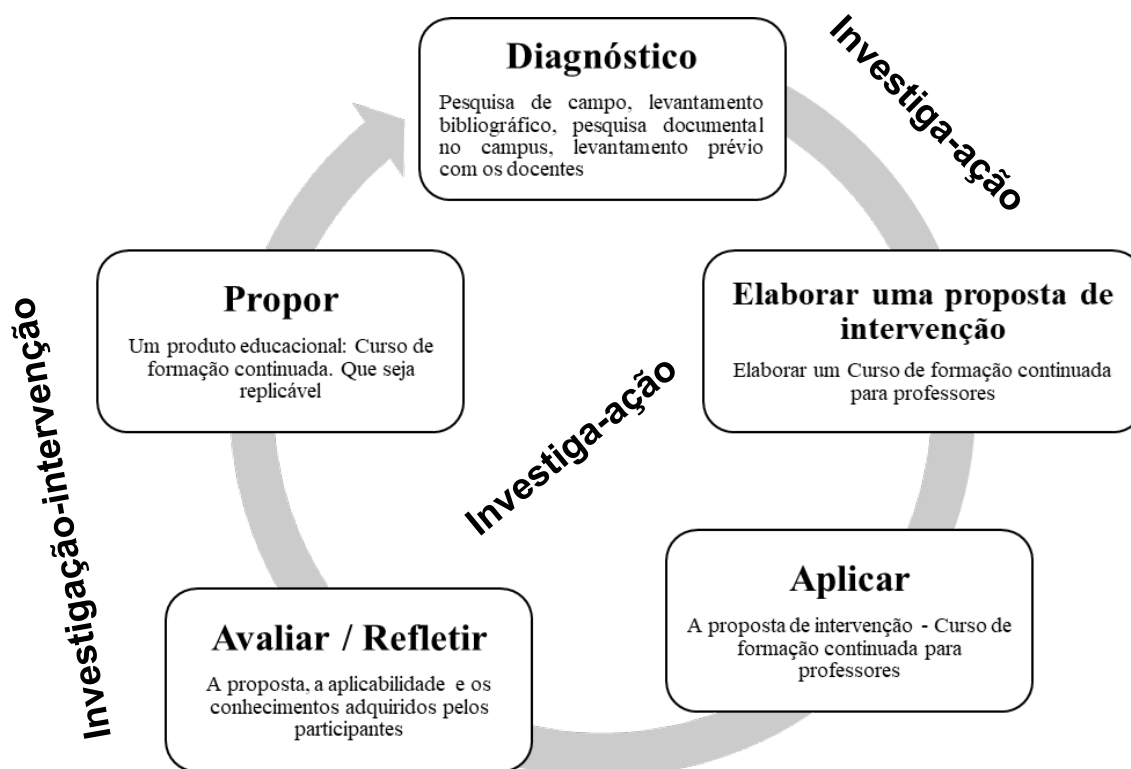 Diagnóstico
Pesquisa de campo, levantamento
bibliográfico, pesquisa documental
no campus, levantamento prévio
com os docentes
Investiga-ação
Elaborar uma proposta de
intervenção
Elaborar um Curso de formação continuada
para professores
Aplicar
A proposta de intervenção - Curso de
formação continuada para
professores
Avaliar / Refletir
A proposta, a aplicabilidade e os
conhecimentos adquiridos pelos
participantes
Propor
Um produto educacional: Curso de
formação continuada. Que seja
replicável
Investigação-intervenção
Investiga-ação